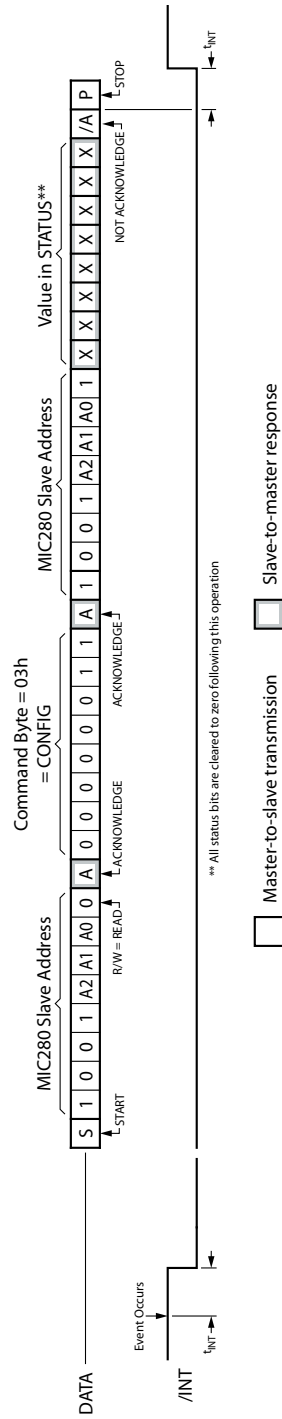 MIC280 Slave Address
Command Byte = 03h
= CONFIG
MIC280 Slave Address
Value in STATUS**
DATA
S 1 0 0 1 A2 A1 A0 0 A 0 0 0 0 0 0 1 1 A 1 0 0 1 A2 A1 A0 1 X X X X X X X X /A P
START
R/W = READ
ACKNOWLEDGE
ACKNOWLEDGE
NOT ACKNOWLEDGE
STOP
Event Occurs
tINT
tINT
/INT
** All status bits are cleared to zero following this operation
Master-to-slave transmission
Slave-to-master response